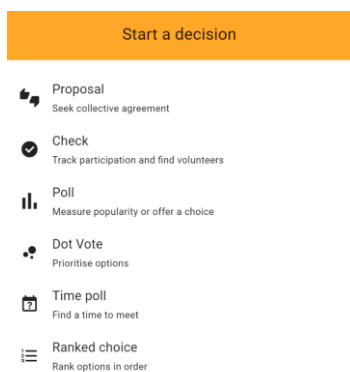 Start a decision
Proposal
Seek collective agreement
Check
Track participation and find volunteers
Poll
Measure popularity or offer a choice
Dot Vote
Prioritise options
Time poll
Find a time to meet
Ranked choice
Rank options in order